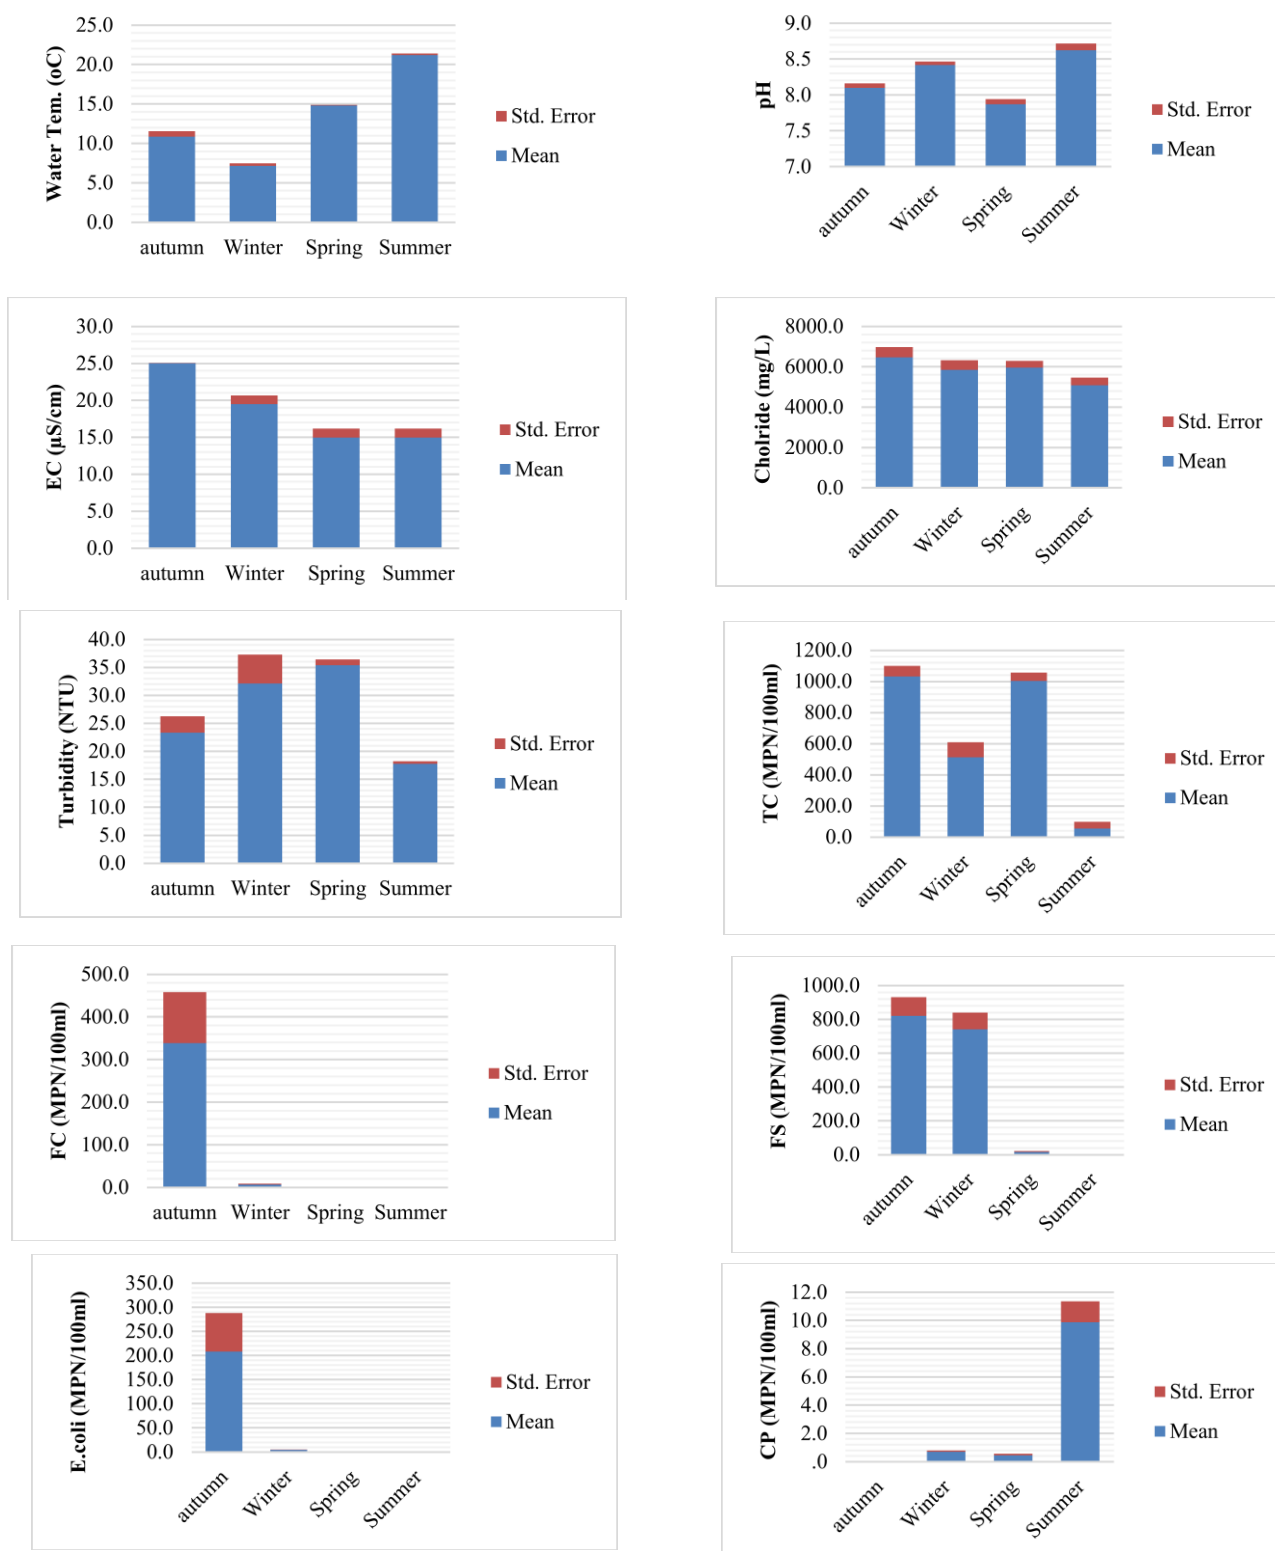 Water Tem. (oC)
25.0
20.0
15.0
10.0
5.0
0.0
autumn Winter Spring Summer
Std. Error
Mean
pH
9.0
8.5
8.0
7.5
7.0
autumn Winter Spring Summer
Std. Error
Mean
EC (µS/cm)
30.0
25.0
20.0
15.0
10.0
5.0
0.0
autumn Winter Spring Summer
Std. Error
Mean
Cholride (mg/L)
8000.0
6000.0
4000.0
2000.0
0.0
autumn Winter Spring Summer
Std. Error
Mean
Turbidity (NTU)
40.0
35.0
30.0
25.0
20.0
15.0
10.0
5.0
0.0
autumn Winter Spring Summer
Std. Error
Mean
TC (MPN/100ml)
1200.0
1000.0
800.0
600.0
400.0
200.0
0.0
autumn Winter Spring Summer
Std. Error
Mean
FC (MPN/100ml)
500.0
400.0
300.0
200.0
100.0
0.0
autumn Winter Spring Summer
Std. Error
Mean
FS (MPN/100ml)
1000.0
800.0
600.0
400.0
200.0
0.0
autumn Winter Spring Summer
Std. Error
Mean
E.coli (MPN/100ml)
350.0
300.0
250.0
200.0
150.0
100.0
50.0
0.0
autumn Winter Spring Summer
Std. Error
Mean
CP (MPN/100ml)
12.0
10.0
8.0
6.0
4.0
2.0
.0
autumn Winter Spring Summer
Std. Error
Mean